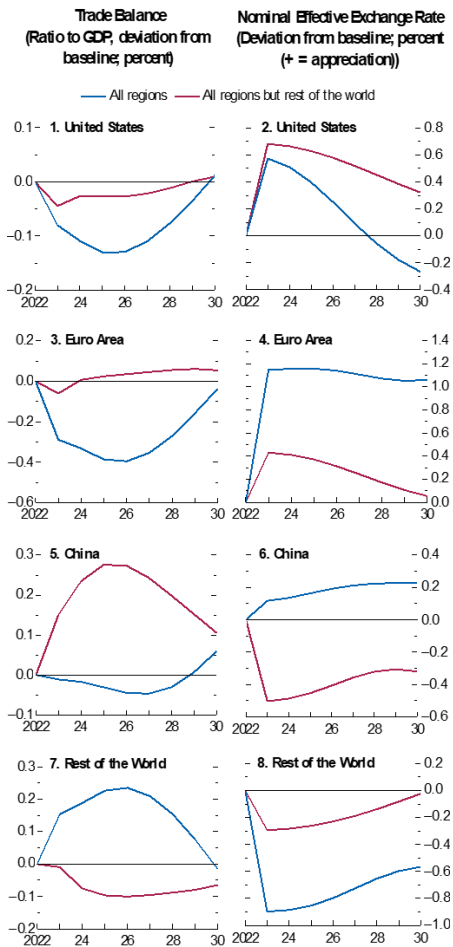 Trade Balance
(Ratio to GDP, deviation from
baseline; percent)
Nominal Effective Exchange Rate
(Deviation from baseline; percent
(+ = appreciation))
All regions
All regions but rest of the world
1. United States
0.1
0.0
–0.1
–0.2
2022 24 26 28 30
2. United States
0.8
0.6
0.4
0.2
0.0
–0.2
–0.4
2022 24 26 28 30
3. Euro Area
0.2
0.0
–0.2
–0.4
–0.6
2022 24 26 28 30
4. Euro Area
1.4
1.2
1.0
0.8
0.6
0.4
0.2
0.0
2022 24 26 28 30
5. China
0.3
0.2
0.1
0.0
–0.1
2022 24 26 28 30
6. China
0.4
0.2
0.0
–0.2
–0.4
–0.6
2022 24 26 28 30
7. Rest of the World
0.3
0.2
0.1
0.0
–0.1
–0.2
2022 24 26 28 30
8. Rest of the World
0.0
–0.2
–0.4
–0.6
–0.8
–1.0
2022 24 26 28 30